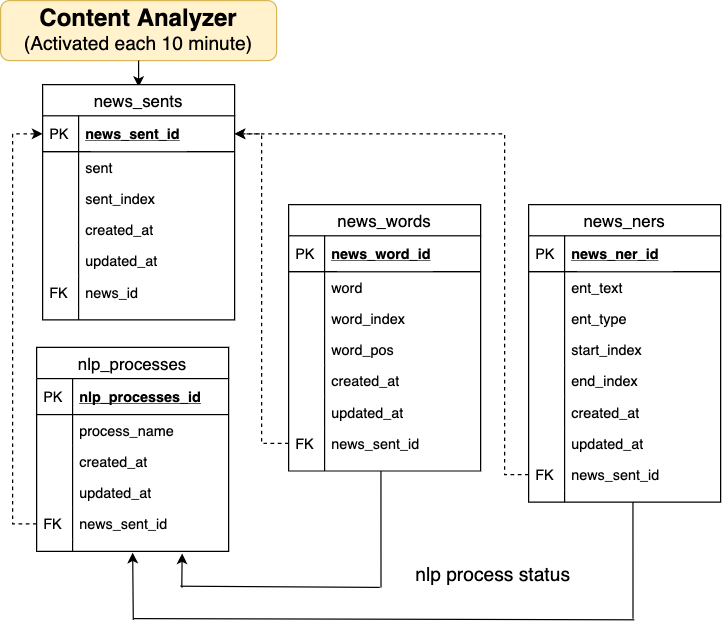 Content Analyzer
(Activated each 10 minute)
news_sents
PK news_sent_id
sent
sent_index
created_at
updated_at
FK news_id
nlp_processes
PK nlp_processes_id
process_name
created_at
updated_at
FK news_sent_id
news_words
PK news_word_id
word
word_index
word_pos
created_at
updated_at
FK news_sent_id
news_ners
PK news_ner_id
ent_text
ent_type
start_index
end_index
created_at
updated_at
FK news_sent_id
nlp process status